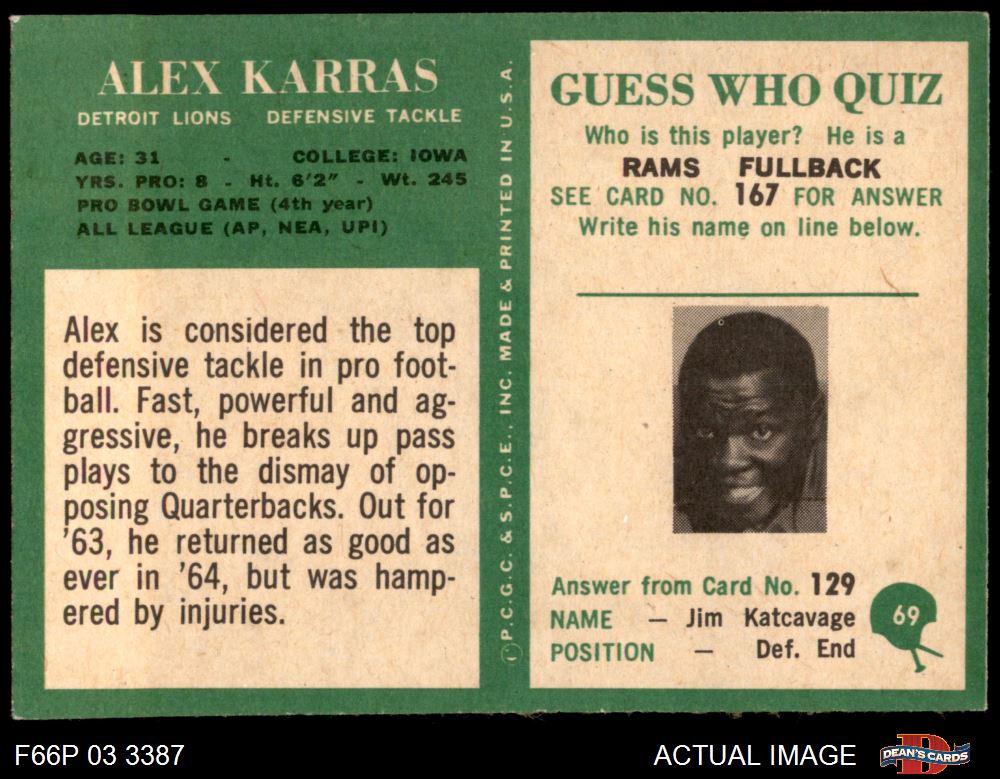 ALEX KARRAS
DETROIT LIONS DEFENSIVE TACKLE
AGE: 31 - COLLEGE: IOWA
YRS. PRO: 8 - Ht. 6'2" - Wt. 245
PRO BOWL GAME (4th year)
ALL LEAGUE (AP, NEA, UPI)
Alex is considered the top
defensive tackle in pro foot-
ball. Fast, powerful and ag-
gressive, he breaks up pass
plays to the dismay of op-
posing Quarterbacks. Out for
'63, he returned as good as
ever in '64, but was hamp-
ered by injuries.
©P.C.G.C. & S.P.C.E., INC. MADE & PRINTED IN U.S.A.
GUESS WHO QUIZ
Who is this player? He is a
RAMS FULLBACK
SEE CARD NO. 167 FOR ANSWER
Write his name on line below.
Answer from Card No. 129
NAME — Jim Katcavage
POSITION — Def. End
69
F66P 03 3387
ACTUAL IMAGE
DEAN'S CARDS